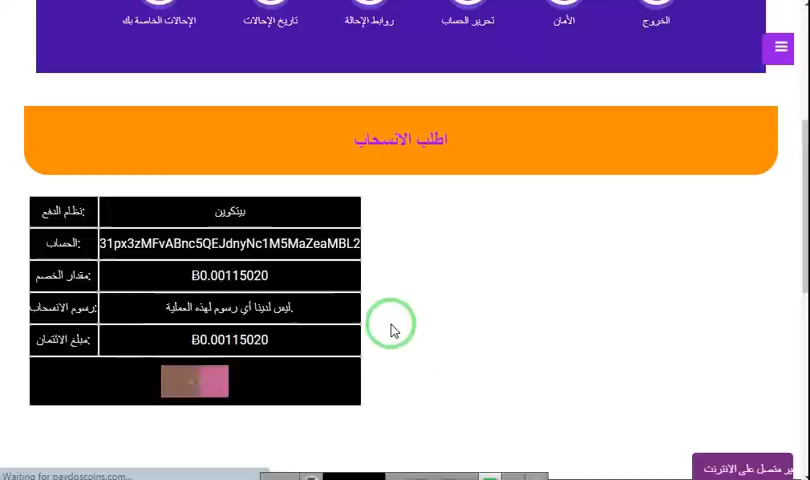 الخروج
الأمان
تحرير الحساب
روابط الإحالة
تاريخ الإحالات
الإحالات الخاصة بك
اطلب الانسحاب
نظام الدفع:
بيتكوين
الحساب:
31px3zMFvABnc5QEJdnyNc1M5MaZeaMBL2
مقدار الخصم:
Ƀ0.00115020
رسوم الانسحاب:
ليس لدينا أي رسوم لهذه العملية.
مبلغ الائتمان:
Ƀ0.00115020
ير متصل على الانترنت
Waiting for paydoscoins.com...